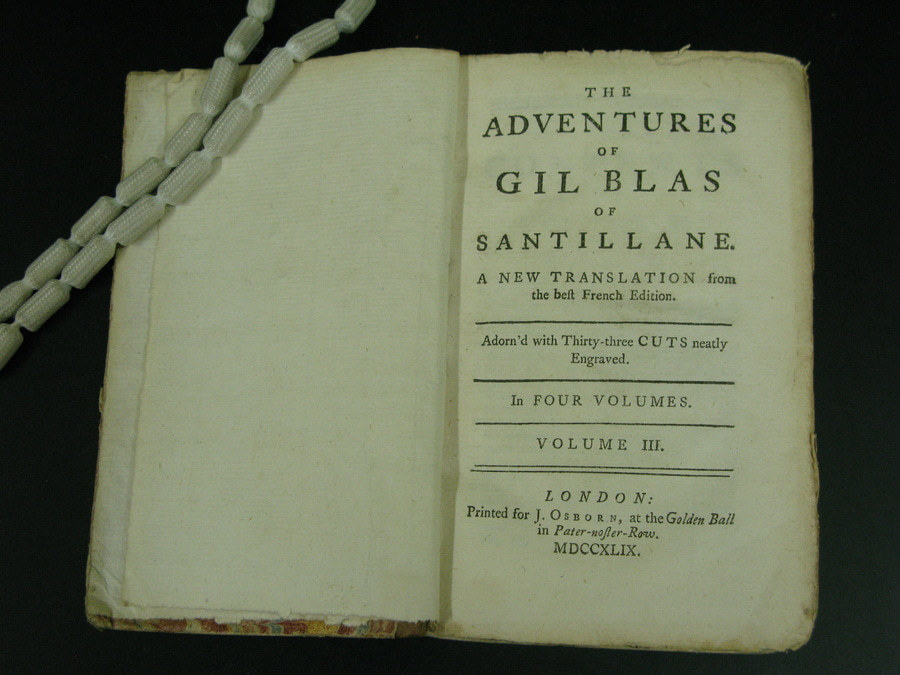 THE
ADVENTURES
OF
GIL BLAS
OF
SANTILLANE.
A NEW TRANSLATION from
the beſt French Edition.
Adorn'd with Thirty-three CUTS neatly
Engraved.
In FOUR VOLUMES.
VOLUME III.
LONDON:
Printed for J. OSBORN, at the Golden Ball
in Pater-noſter-Row.
MDCCXLIX.